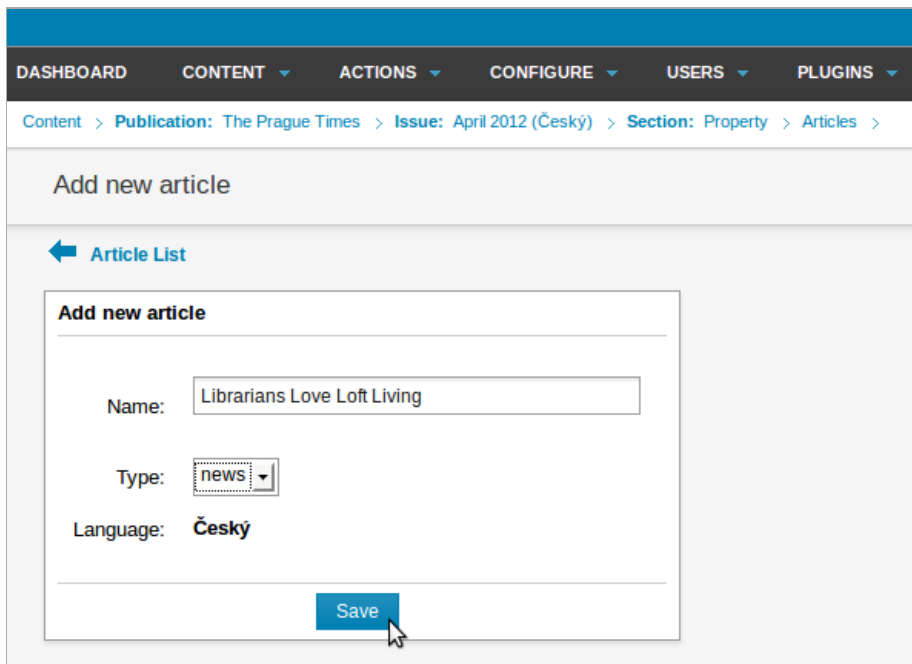 DASHBOARD CONTENT ACTIONS CONFIGURE USERS PLUGINS
Content > Publication: The Prague Times > Issue: April 2012 (Český) > Section: Property > Articles >
Add new article
Article List
Add new article
Name: Librarians Love Loft Living
Type: news
Language: Český
Save